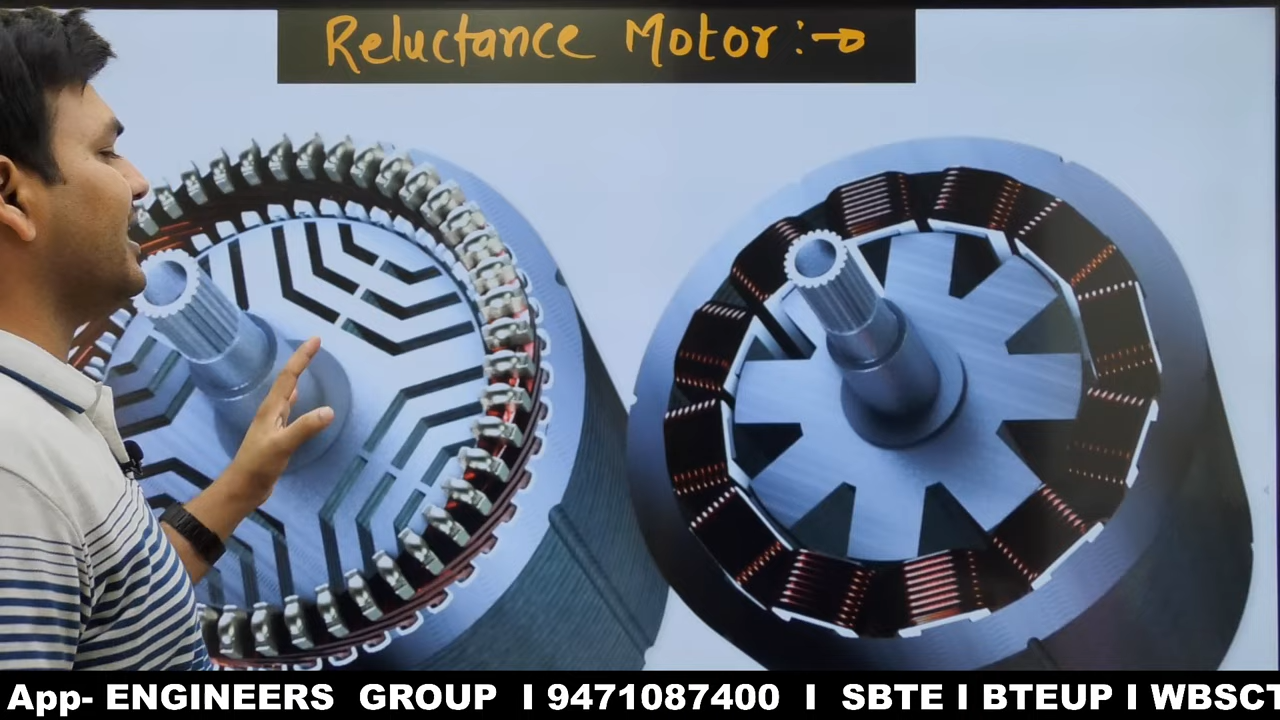 Reluctance Motor :→
App- ENGINEERS GROUP I 9471087400 I SBTE I BTEUP I WBSCT